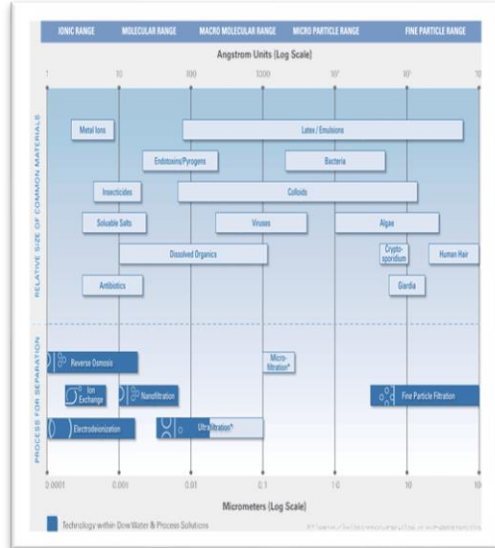 IONIC RANGE
MOLECULAR RANGE
MACRO MOLECULAR RANGE
MICRO PARTICLE RANGE
FINE PARTICLE RANGE
Angstrom Units (Log Scale)
1 10 100 1000 10⁴ 10⁵ 10
RELATIVE SIZE OF COMMON MATERIALS
Metal Ions
Latex / Emulsions
Endotoxins/Pyrogens
Bacteria
Insecticides
Colloids
Soluable Salts
Viruses
Algae
Dissolved Organics
Crypto-
sporidium
Human Hair
Antibiotics
Giardia
PROCESS FOR SEPARATION
Reverse Osmosis
Micro-
filtration*
Ion
Exchange
Nanofiltration
Fine Particle Filtration
Electrodeionization
Ultrafiltration*
0.0001 0.001 0.01 0.1 1.0 10 100
Micrometers (Log Scale)
Technology within Dow Water & Process Solutions